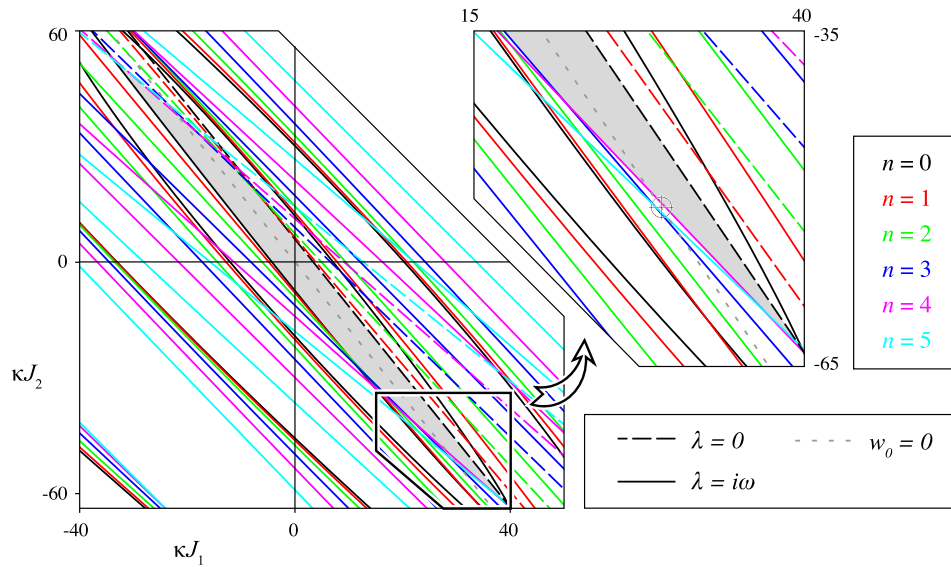 15 40
60 -35
n = 0
n = 1
n = 2
0 n = 3
n = 4
n = 5
-65
κJ2
λ = 0 w0 = 0
λ = iω
-60
-40 0 40
κJ1